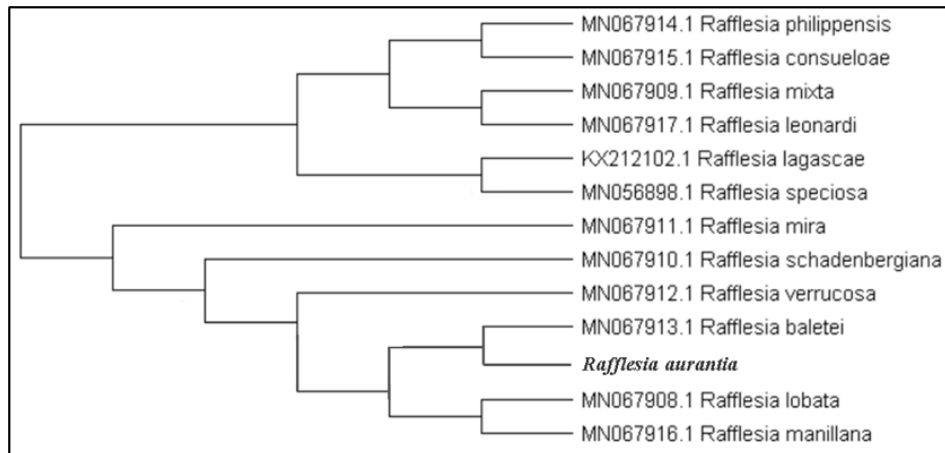 MN067914.1 Rafflesia philippensis
MN067915.1 Rafflesia consueloae
MN067909.1 Rafflesia mixta
MN067917.1 Rafflesia leonardi
KX212102.1 Rafflesia lagascae
MN056898.1 Rafflesia speciosa
MN067911.1 Rafflesia mira
MN067910.1 Rafflesia schadenbergiana
MN067912.1 Rafflesia verrucosa
MN067913.1 Rafflesia baletei
Rafflesia aurantia
MN067908.1 Rafflesia lobata
MN067916.1 Rafflesia manillana